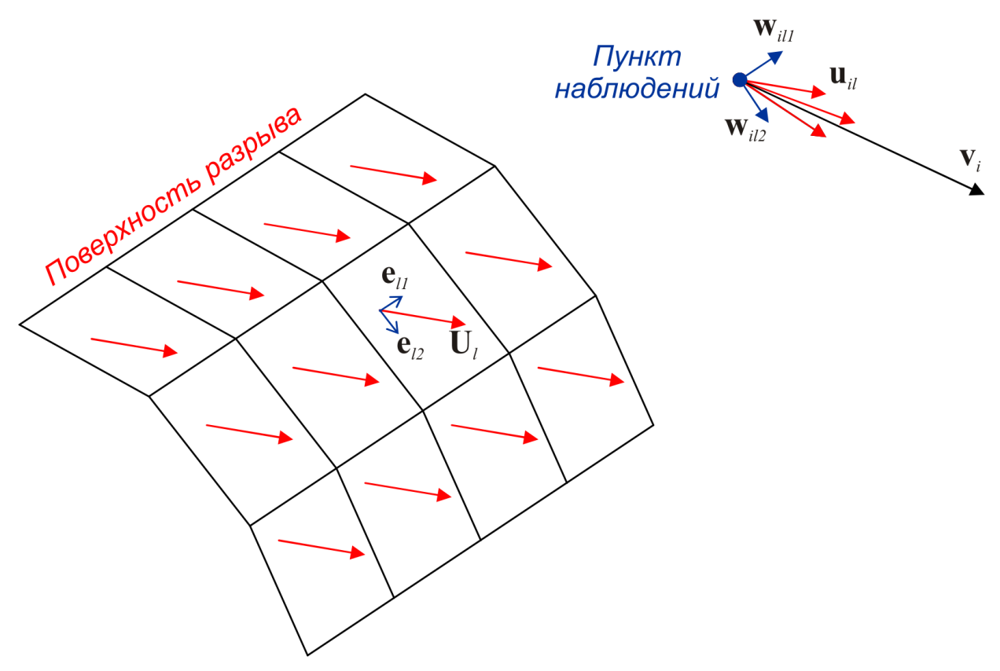 w_il1
Пункт
наблюдений
u_il
w_il2
v_i
Поверхность разрыва
e_l1
e_l2
U_l